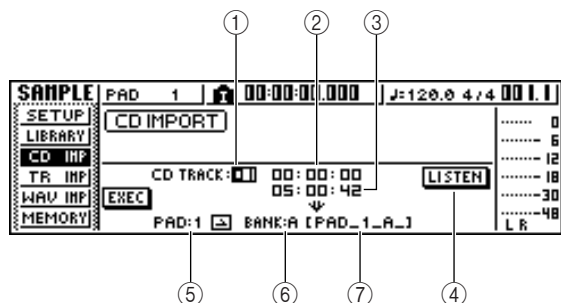 ① ② ③
SAMPLE PAD 1 00:00:00.000 ♩=120.0 4/4 001.1
SETUP
LIBRARY
CD IMP
TR IMP
WAV IMP
MEMORY
CD IMPORT
CD TRACK:01 00:00:00
05:00:42
EXEC
LISTEN
PAD:1 BANK:A [PAD_1_A_]
0
6
12
18
30
48
L R
⑤ ⑥ ⑦ ④